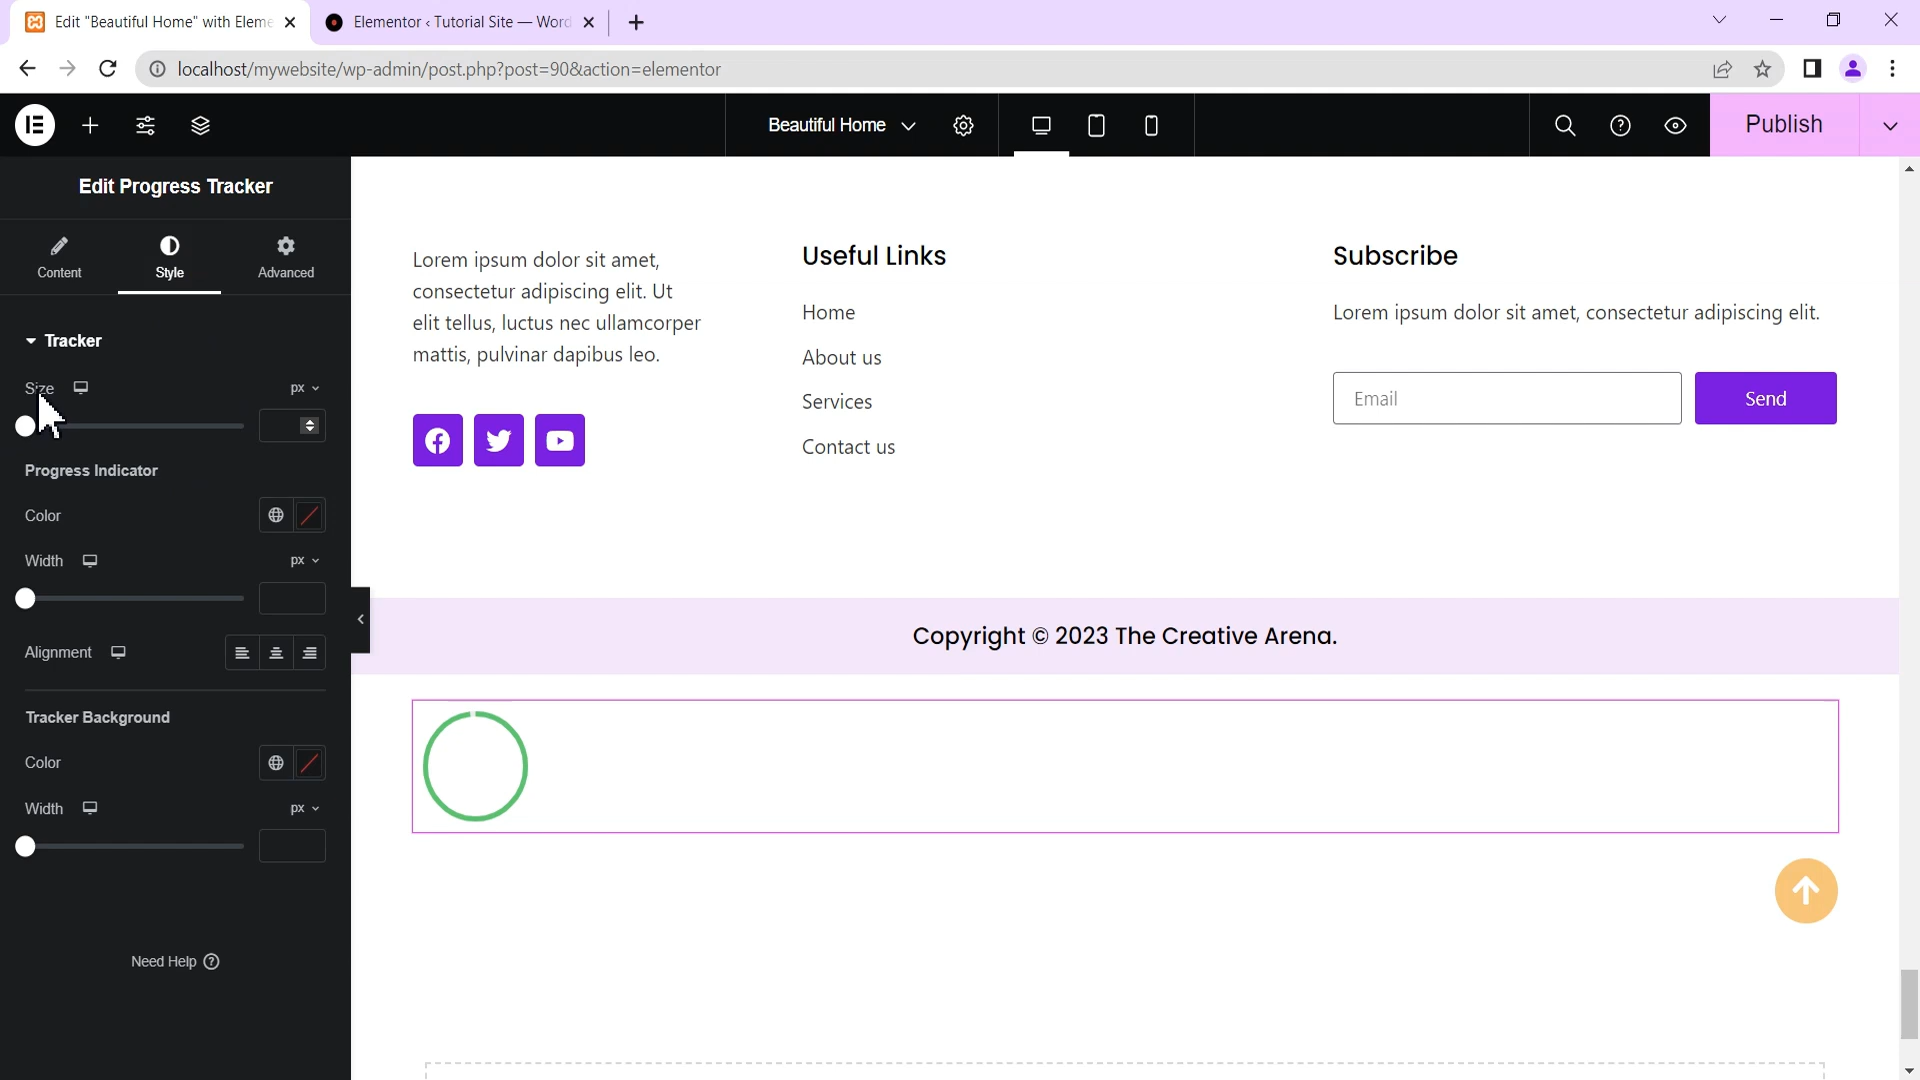 Edit "Beautiful Home" with Eleme
Elementor ‹ Tutorial Site — Word
localhost/mywebsite/wp-admin/post.php?post=90&action=elementor
Beautiful Home
Publish
Edit Progress Tracker
Content
Style
Advanced
Tracker
Size
px
Progress Indicator
Color
Width
px
Alignment
Tracker Background
Color
Width
px
Need Help
Lorem ipsum dolor sit amet,
consectetur adipiscing elit. Ut
elit tellus, luctus nec ullamcorper
mattis, pulvinar dapibus leo.
Useful Links
Home
About us
Services
Contact us
Subscribe
Lorem ipsum dolor sit amet, consectetur adipiscing elit.
Email
Send
Copyright © 2023 The Creative Arena.